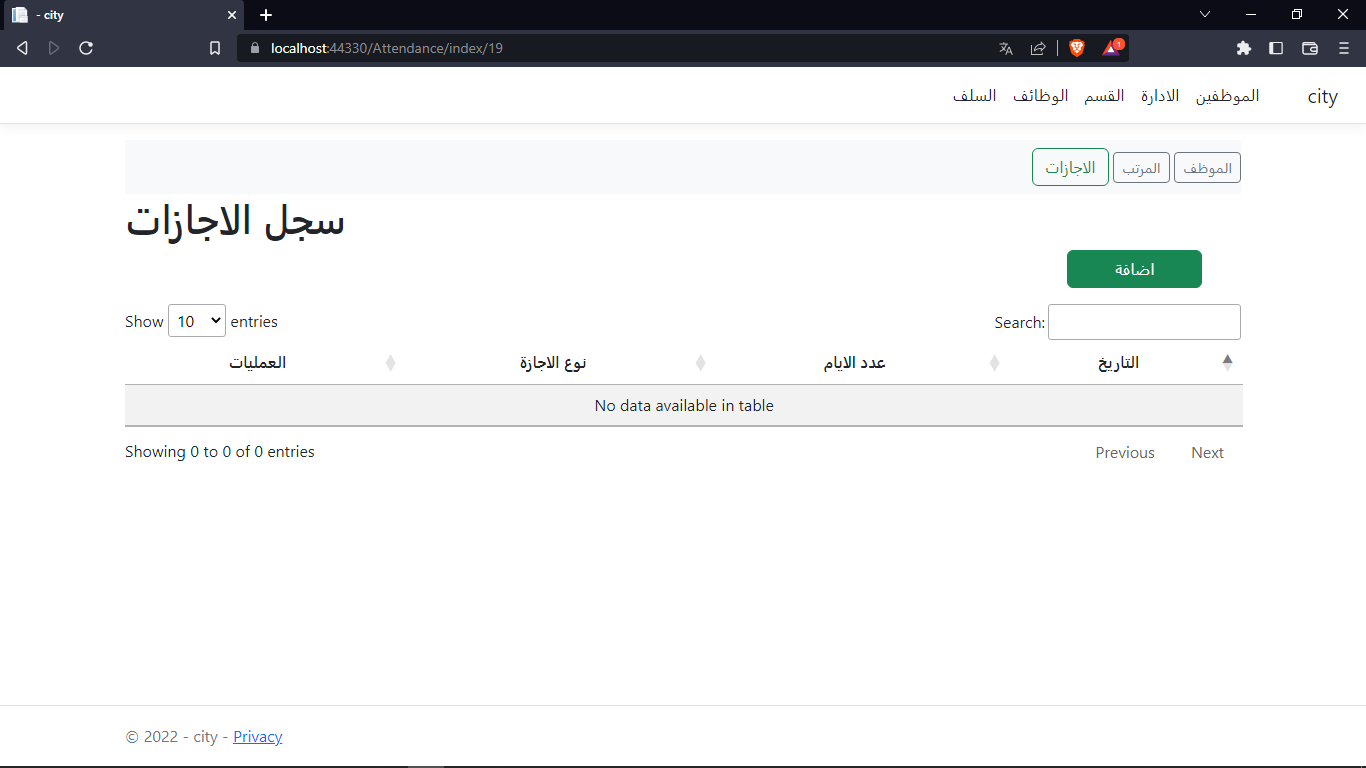 - city
localhost:44330/Attendance/index/19
1
city الموظفين الادارة القسم الوظائف السلف
الموظف المرتب الاجازات
سجل الاجازات
اضافة
Show 10 entries Search:
التاريخ عدد الايام نوع الاجازة العمليات
No data available in table
Showing 0 to 0 of 0 entries Previous Next
© 2022 - city - Privacy